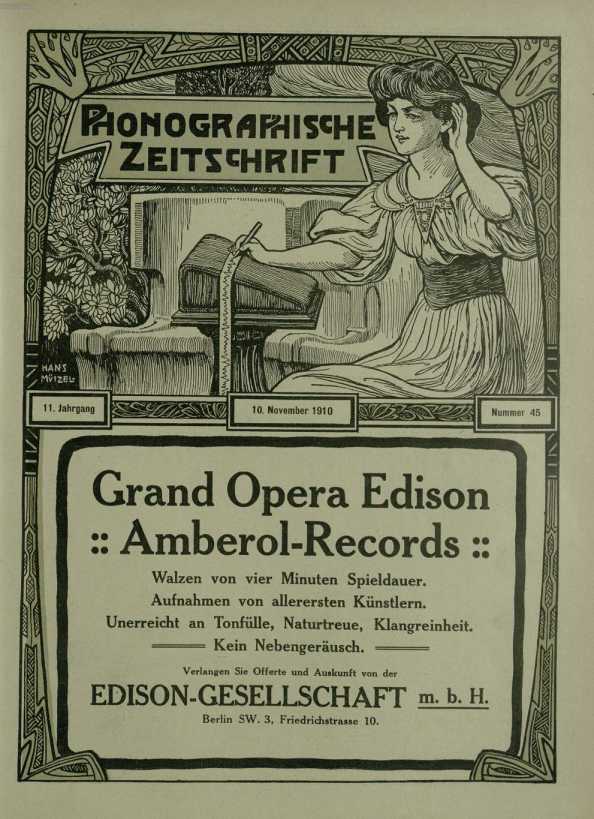 PHONOGRAPHISCHE
ZEITSCHRIFT
HANS
MÜTZEL
11. Jahrgang
10. November 1910
Nummer 45
Grand Opera Edison
:: Amberol-Records ::
Walzen von vier Minuten Spieldauer.
Aufnahmen von allerersten Künstlern.
Unerreicht an Tonfülle, Naturtreue, Klangreinheit.
Kein Nebengeräusch.
Verlangen Sie Offerte und Auskunft von der
EDISON-GESELLSCHAFT m. b. H.
Berlin SW. 3, Friedrichstrasse 10.